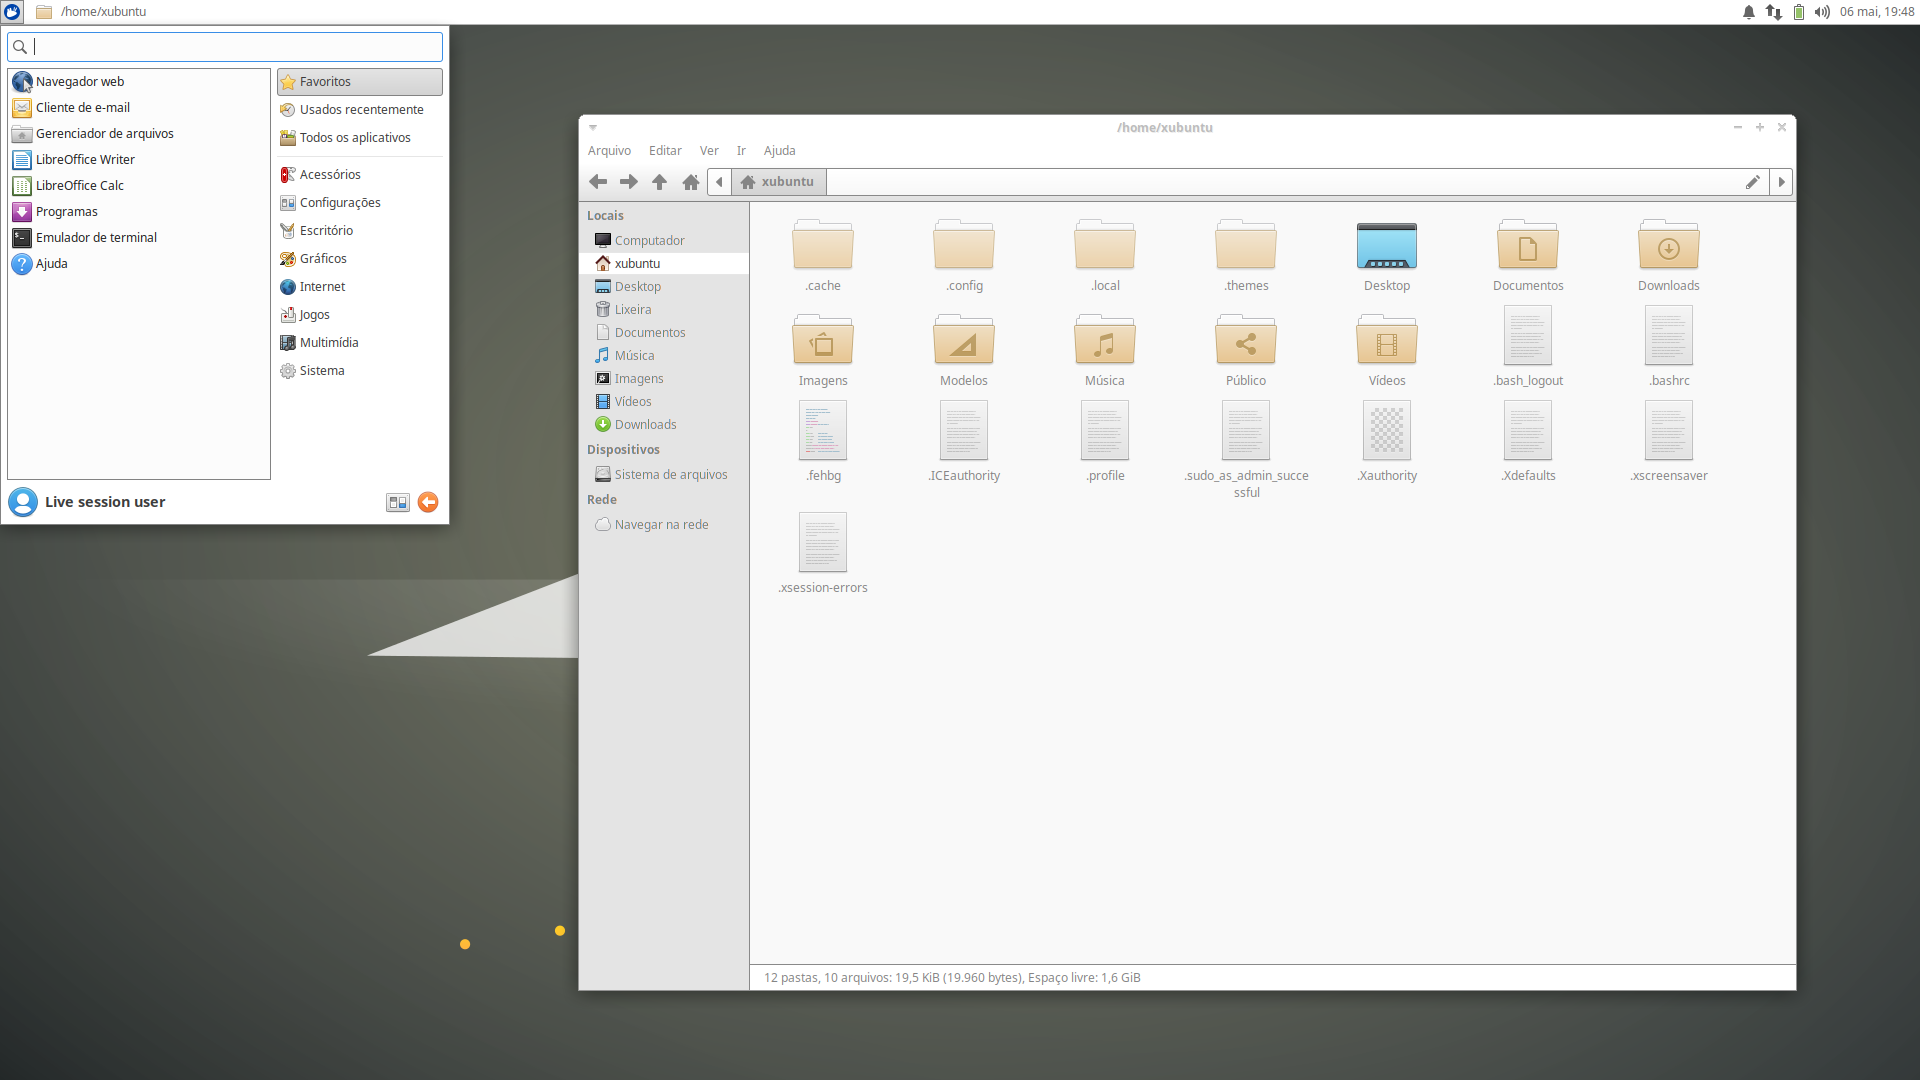 /home/xubuntu
06 mai, 19:48
Navegador web
Cliente de e-mail
Gerenciador de arquivos
LibreOffice Writer
LibreOffice Calc
Programas
Emulador de terminal
Ajuda
Favoritos
Usados recentemente
Todos os aplicativos
Acessórios
Configurações
Escritório
Gráficos
Internet
Jogos
Multimídia
Sistema
Live session user
/home/xubuntu
Arquivo Editar Ver Ir Ajuda
xubuntu
Locais
Computador
xubuntu
Desktop
Lixeira
Documentos
Música
Imagens
Vídeos
Downloads
Dispositivos
Sistema de arquivos
Rede
Navegar na rede
.cache .config .local .themes Desktop Documentos Downloads
Imagens Modelos Música Público Vídeos .bash_logout .bashrc
.fehbg .ICEauthority .profile .sudo_as_admin_succe .Xauthority .Xdefaults .xscreensaver
ssful
.xsession-errors
12 pastas, 10 arquivos: 19,5 KiB (19.960 bytes), Espaço livre: 1,6 GiB